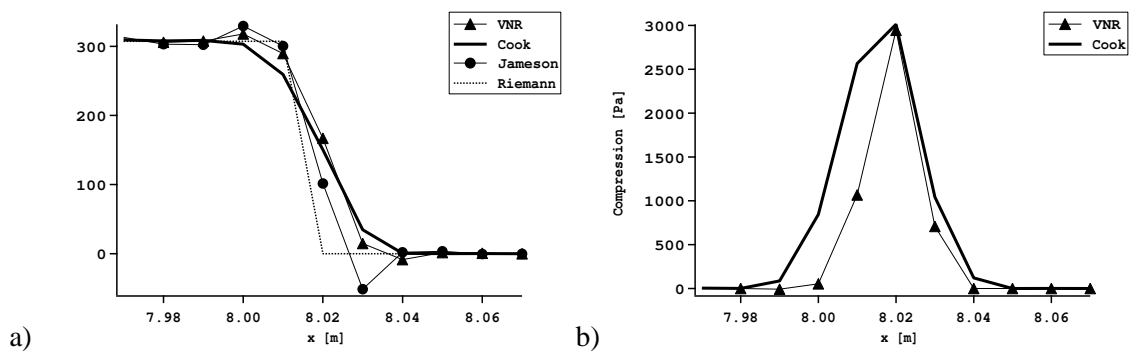 VNR
Cook
Jameson
Riemann
300
200
100
0
7.98 8.00 8.02 8.04 8.06
x [m]
a)
VNR
Cook
Compression [Pa]
3000
2500
2000
1500
1000
500
0
7.98 8.00 8.02 8.04 8.06
x [m]
b)